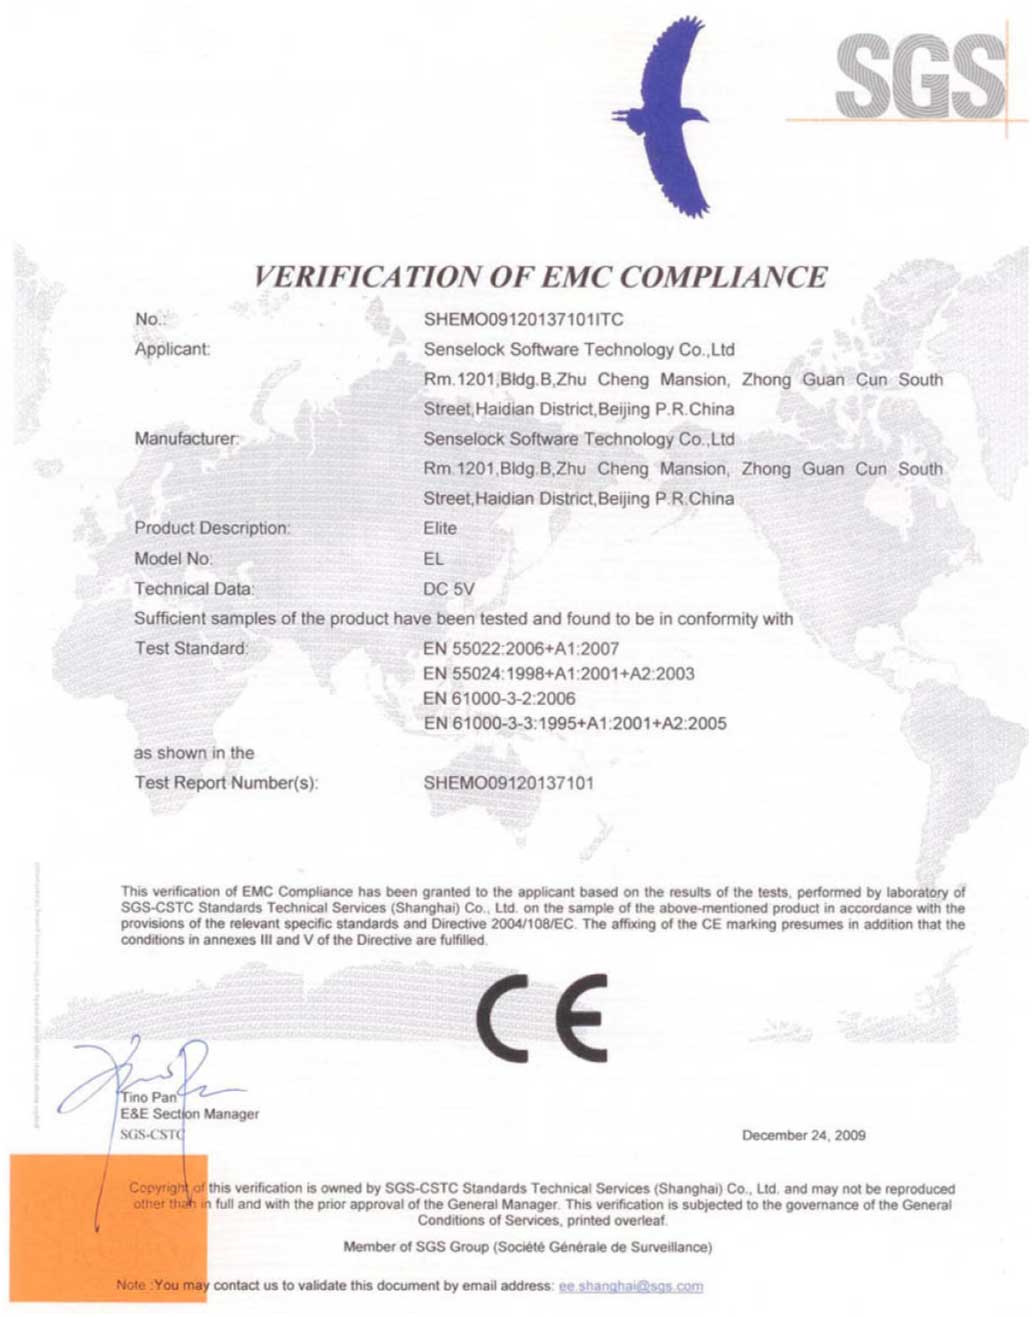 SGS
VERIFICATION OF EMC COMPLIANCE
No.: SHEMO09120137101ITC
Applicant: Senselock Software Technology Co.,Ltd
Rm.1201,Bldg.B,Zhu Cheng Mansion, Zhong Guan Cun South
Street,Haidian District,Beijing P.R.China
Manufacturer: Senselock Software Technology Co.,Ltd
Rm.1201,Bldg.B,Zhu Cheng Mansion, Zhong Guan Cun South
Street,Haidian District,Beijing P.R.China
Product Description: Elite
Model No: EL
Technical Data: DC 5V
Sufficient samples of the product have been tested and found to be in conformity with
Test Standard: EN 55022:2006+A1:2007
EN 55024:1998+A1:2001+A2:2003
EN 61000-3-2:2006
EN 61000-3-3:1995+A1:2001+A2:2005
as shown in the
Test Report Number(s): SHEMO09120137101
This verification of EMC Compliance has been granted to the applicant based on the results of the tests, performed by laboratory of
SGS-CSTC Standards Technical Services (Shanghai) Co., Ltd. on the sample of the above-mentioned product in accordance with the
provisions of the relevant specific standards and Directive 2004/108/EC. The affixing of the CE marking presumes in addition that the
conditions in annexes III and V of the Directive are fulfilled.
CE
Tino Pan
E&E Section Manager
SGS-CSTC
December 24, 2009
Copyright of this verification is owned by SGS-CSTC Standards Technical Services (Shanghai) Co., Ltd. and may not be reproduced
other than in full and with the prior approval of the General Manager. This verification is subjected to the governance of the General
Conditions of Services, printed overleaf.
Member of SGS Group (Société Générale de Surveillance)
Note :You may contact us to validate this document by email address: ee.shanghai@sgs.com